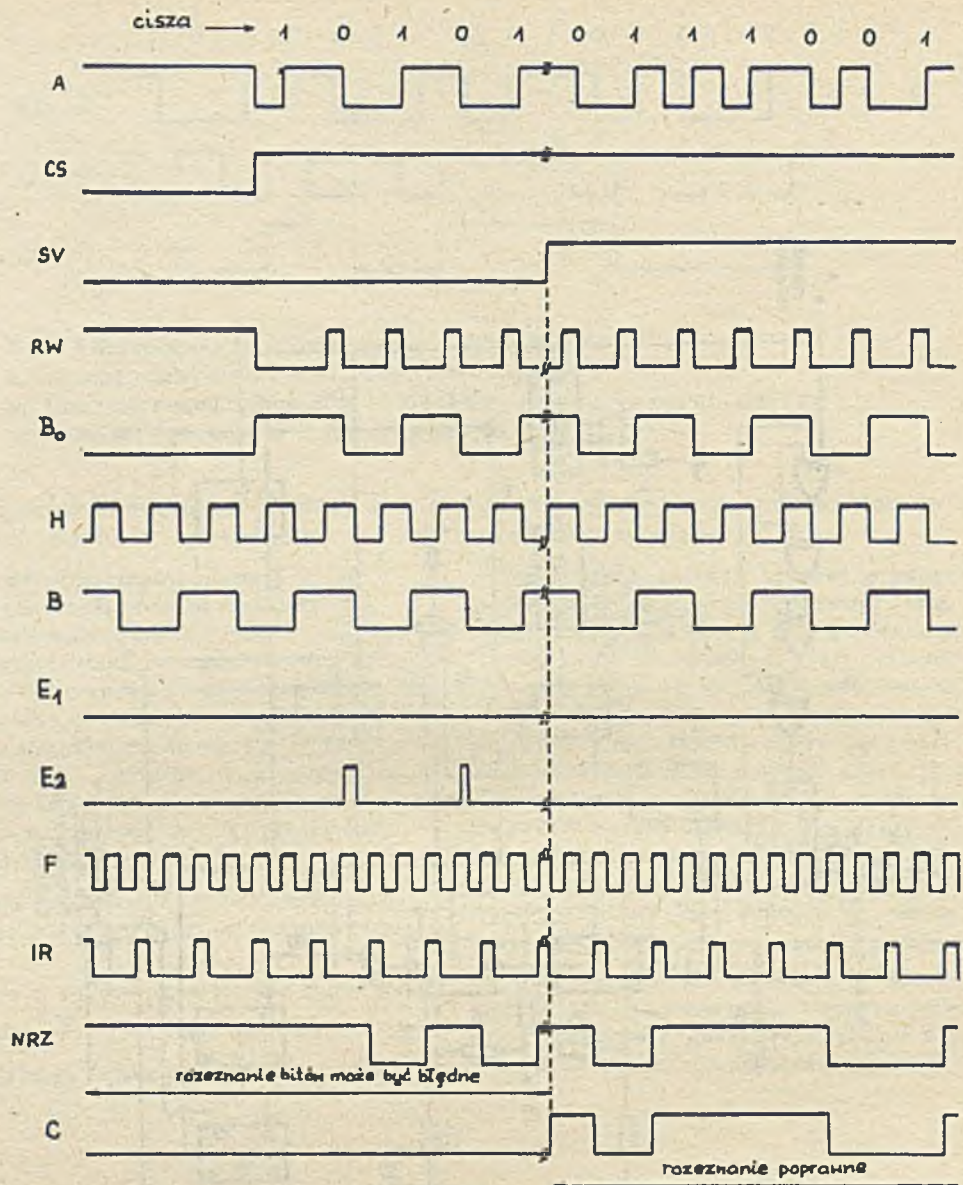 cisza → 1 0 1 0 1 0 1 1 1 0 0 1
A
CS
SV
RW
B₀
H
B
E₁
E₂
F
IR
NRZ
rozeznanie bitów może być błędne
C
rozeznanie poprawne